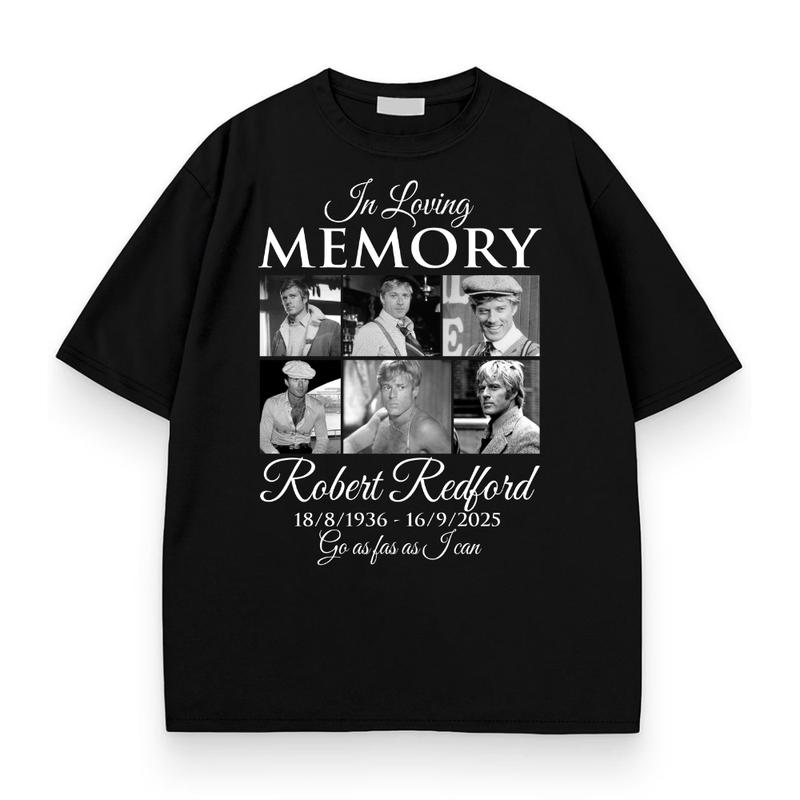 In Loving
MEMORY
Robert Redford
18/8/1936 - 16/9/2025
Go as fas as I can